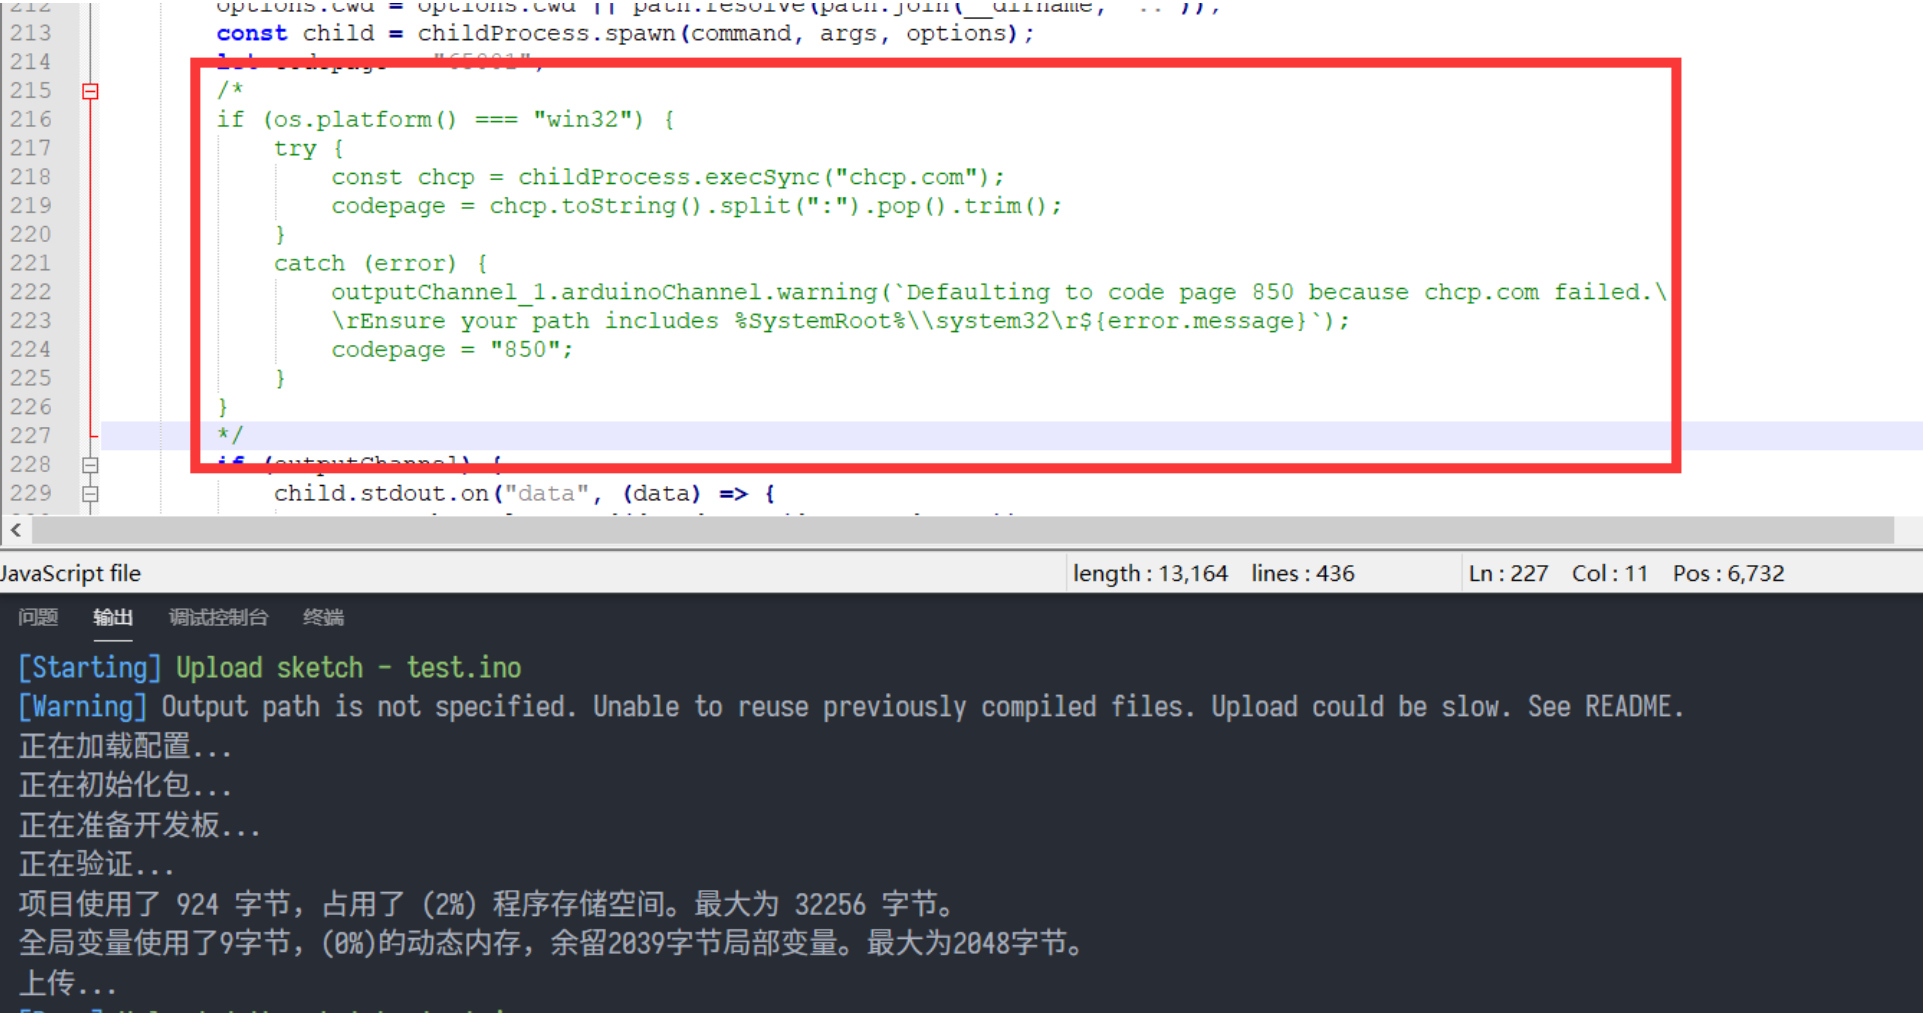 212 options.cwd = options.cwd || path.resolve(path.join(__dirname, ".."));
213 const child = childProcess.spawn(command, args, options);
214 let codepage = "65001";
215 /*
216 if (os.platform() === "win32") {
217 try {
218 const chcp = childProcess.execSync("chcp.com");
219 codepage = chcp.toString().split(":").pop().trim();
220 }
221 catch (error) {
222 outputChannel_1.arduinoChannel.warning(`Defaulting to code page 850 because chcp.com failed.\
223 \rEnsure your path includes %SystemRoot%\\system32\r${error.message}`);
224 codepage = "850";
225 }
226 }
227 */
228 if (outputChannel) {
229 child.stdout.on("data", (data) => {
JavaScript file length : 13,164 lines : 436 Ln : 227 Col : 11 Pos : 6,732
问题 输出 调试控制台 终端
[Starting] Upload sketch - test.ino
[Warning] Output path is not specified. Unable to reuse previously compiled files. Upload could be slow. See README.
正在加载配置...
正在初始化包...
正在准备开发板...
正在验证...
项目使用了 924 字节，占用了 (2%) 程序存储空间。最大为 32256 字节。
全局变量使用了9字节，(0%)的动态内存，余留2039字节局部变量。最大为2048字节。
上传...